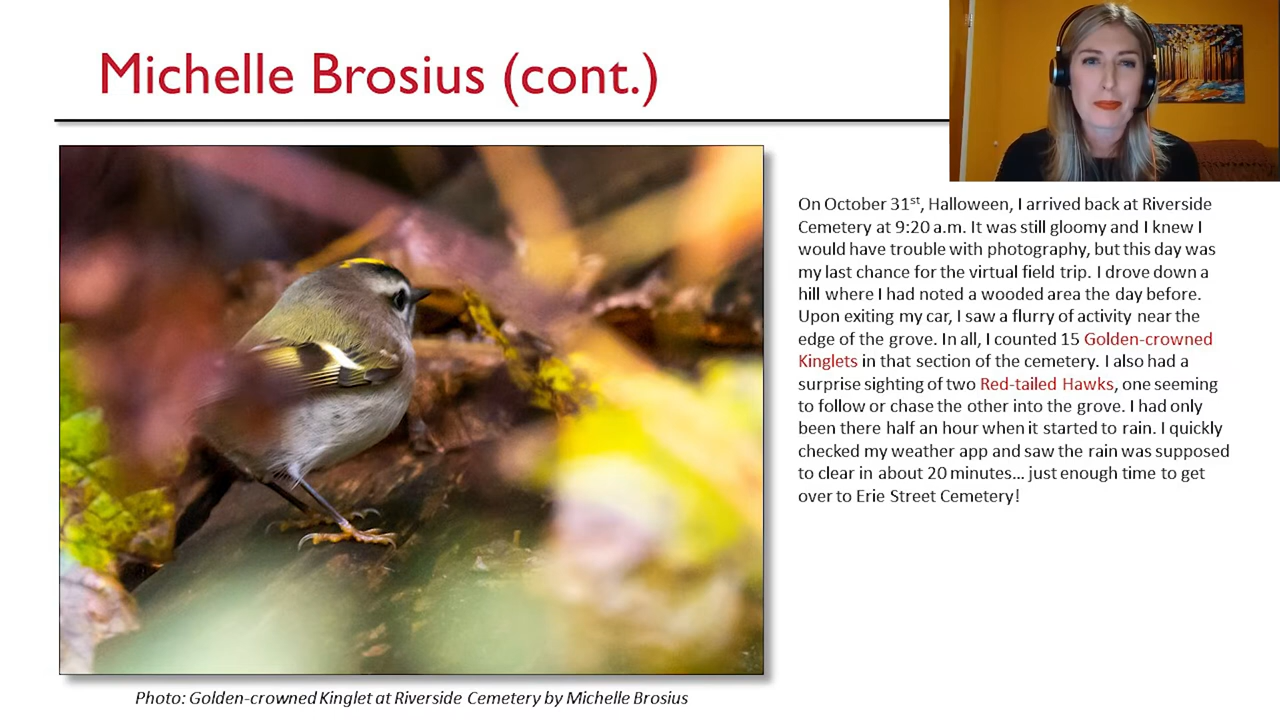 Michelle Brosius (cont.)
On October 31st, Halloween, I arrived back at Riverside
Cemetery at 9:20 a.m. It was still gloomy and I knew I
would have trouble with photography, but this day was
my last chance for the virtual field trip. I drove down a
hill where I had noted a wooded area the day before.
Upon exiting my car, I saw a flurry of activity near the
edge of the grove. In all, I counted 15 Golden-crowned
Kinglets in that section of the cemetery. I also had a
surprise sighting of two Red-tailed Hawks, one seeming
to follow or chase the other into the grove. I had only
been there half an hour when it started to rain. I quickly
checked my weather app and saw the rain was supposed
to clear in about 20 minutes... just enough time to get
over to Erie Street Cemetery!
Photo: Golden-crowned Kinglet at Riverside Cemetery by Michelle Brosius